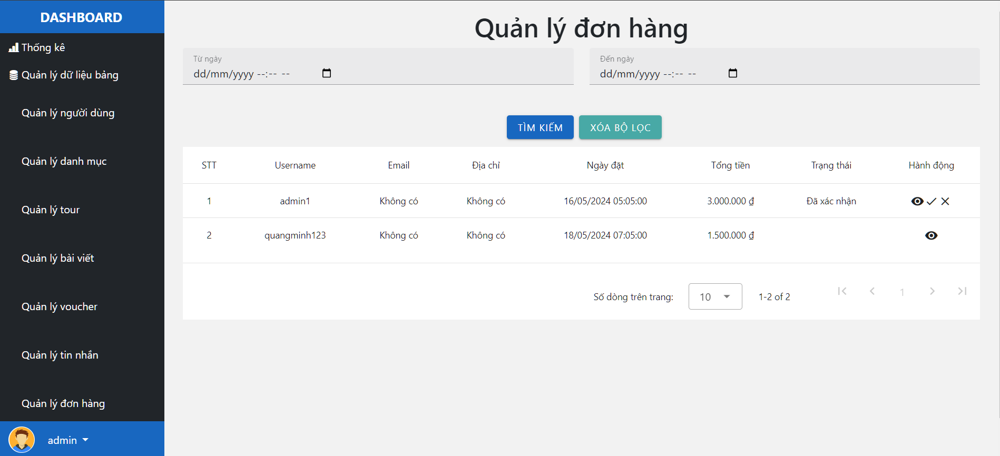 DASHBOARD
Thống kê
Quản lý dữ liệu bảng
Quản lý người dùng
Quản lý danh mục
Quản lý tour
Quản lý bài viết
Quản lý voucher
Quản lý tin nhắn
Quản lý đơn hàng
admin
Quản lý đơn hàng
Từ ngày
dd/mm/yyyy --:-- --
Đến ngày
dd/mm/yyyy --:-- --
TÌM KIẾM XÓA BỘ LỌC
STT Username Email Địa chỉ Ngày đặt Tổng tiền Trạng thái Hành động
1 admin1 Không có Không có 16/05/2024 05:05:00 3.000.000 ₫ Đã xác nhận
2 quangminh123 Không có Không có 18/05/2024 07:05:00 1.500.000 ₫
Số dòng trên trang: 10 1-2 of 2 1